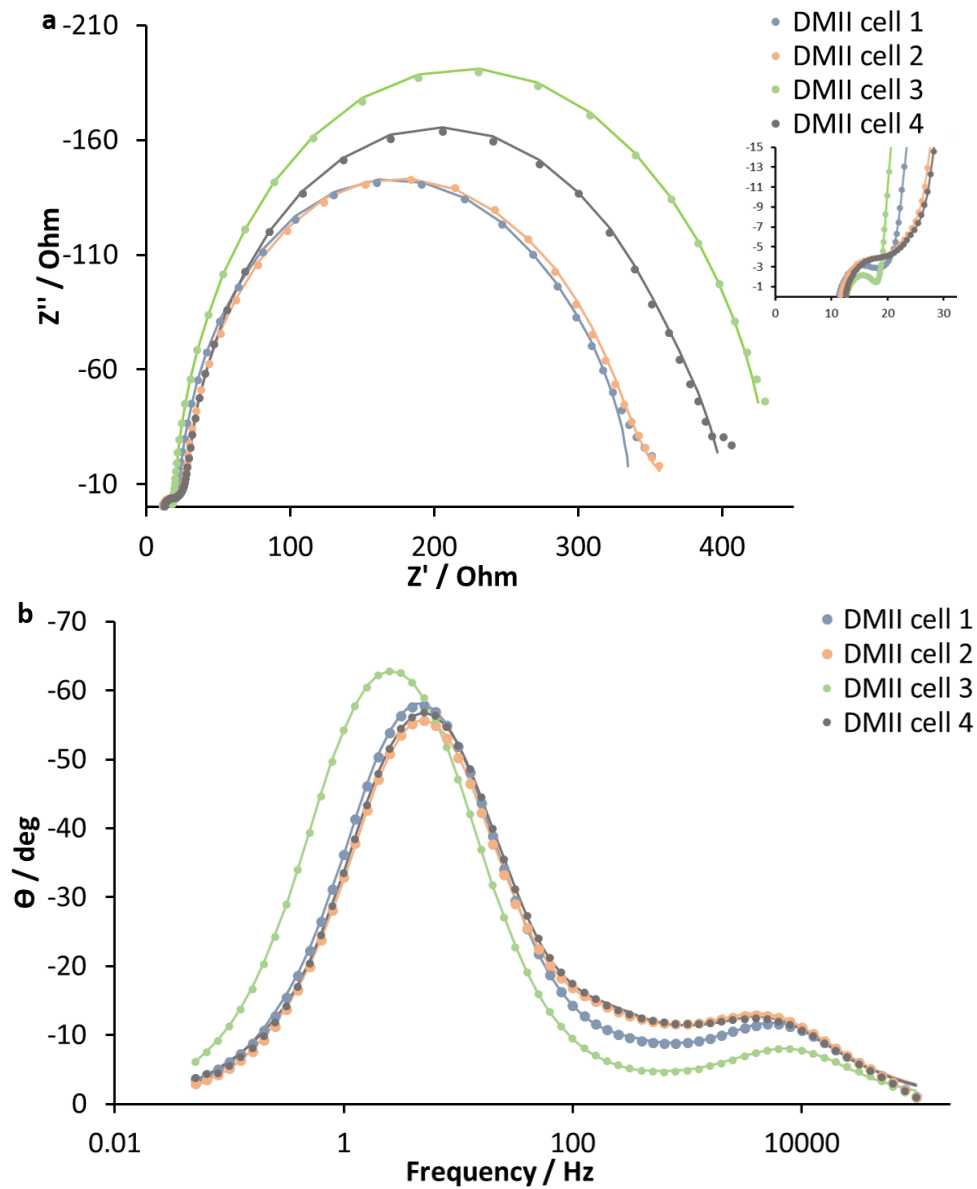 a
-210
-160
-110
-60
-10
Z'' / Ohm
0 100 200 300 400
Z' / Ohm
DMII cell 1
DMII cell 2
DMII cell 3
DMII cell 4
-15
-13
-11
-9
-7
-5
-3
-1
0 10 20 30
b
-70
-60
-50
-40
-30
-20
-10
0
Θ / deg
0.01 1 100 10000
Frequency / Hz
DMII cell 1
DMII cell 2
DMII cell 3
DMII cell 4